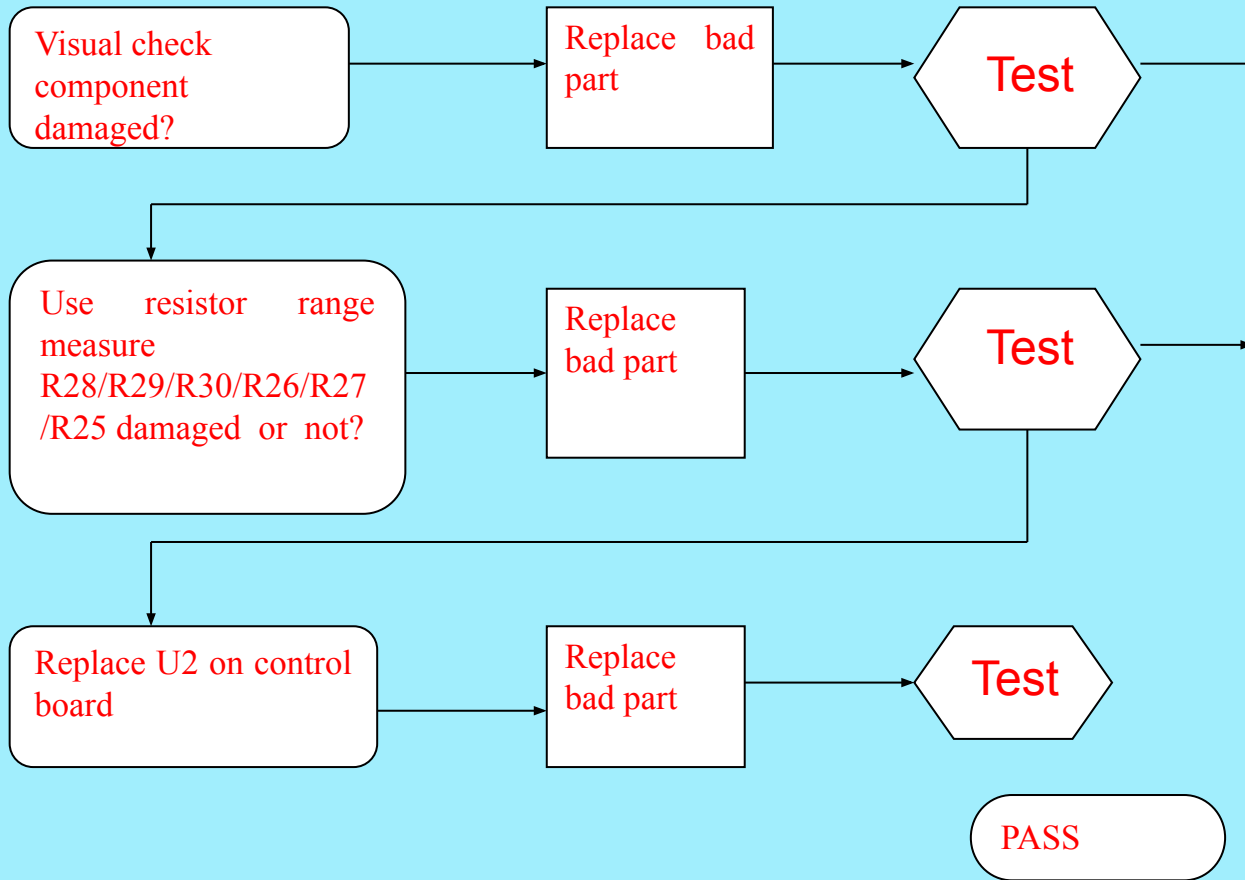 Visual check
component
damaged?
Replace bad
part
Test
Use resistor range
measure
R28/R29/R30/R26/R27
/R25 damaged or not?
Replace
bad part
Test
Replace U2 on control
board
Replace
bad part
Test
PASS